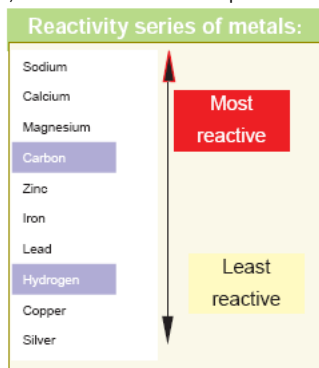 Reactivity series of metals:
Sodium
Calcium
Magnesium
Carbon
Zinc
Iron
Lead
Hydrogen
Copper
Silver
Most
reactive
Least
reactive